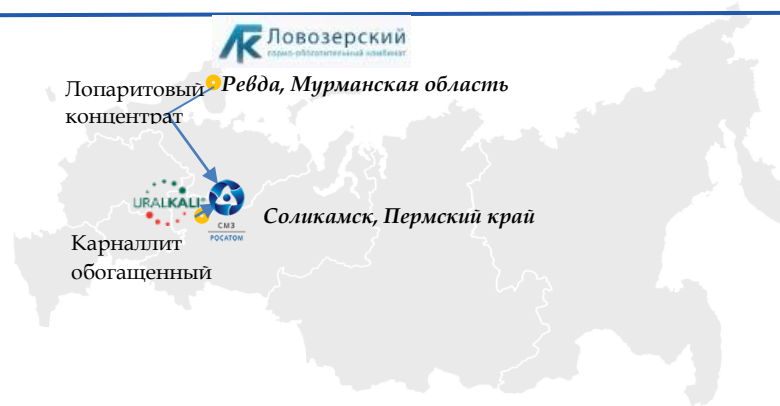 Ловозерский
горно-обогатительный комбинат
Лопаритовый
концентрат
Ревда, Мурманская область
URALKALI
СМЗ
РОСАТОМ
Соликамск, Пермский край
Карналлит
обогащенный